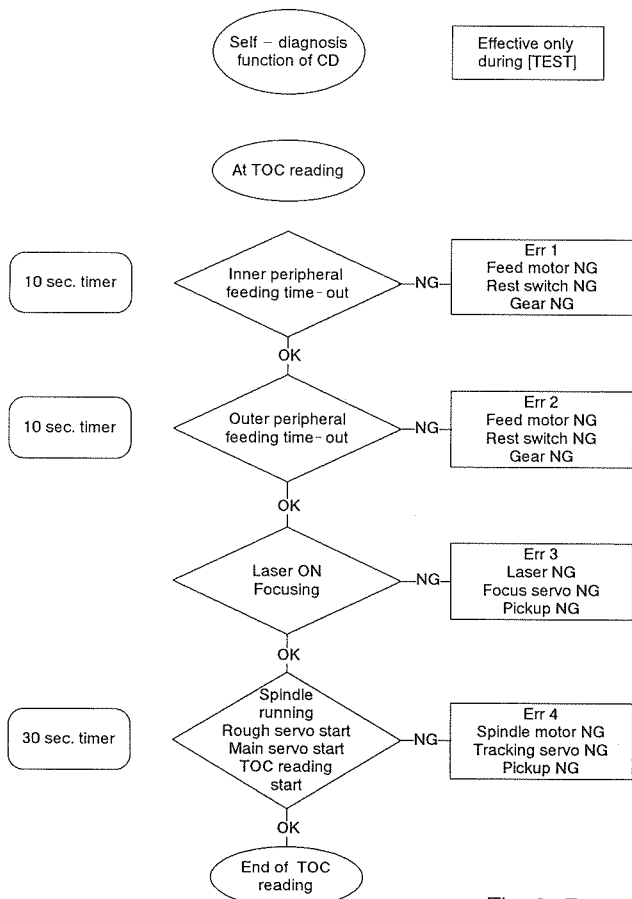 Self - diagnosis
function of CD
Effective only
during [TEST]
At TOC reading
10 sec. timer
Inner peripheral
feeding time-out
NG
Err 1
Feed motor NG
Rest switch NG
Gear NG
OK
10 sec. timer
Outer peripheral
feeding time-out
NG
Err 2
Feed motor NG
Rest switch NG
Gear NG
OK
Laser ON
Focusing
NG
Err 3
Laser NG
Focus servo NG
Pickup NG
OK
30 sec. timer
Spindle
running
Rough servo start
Main servo start
TOC reading
start
NG
Err 4
Spindle motor NG
Tracking servo NG
Pickup NG
OK
End of TOC
reading